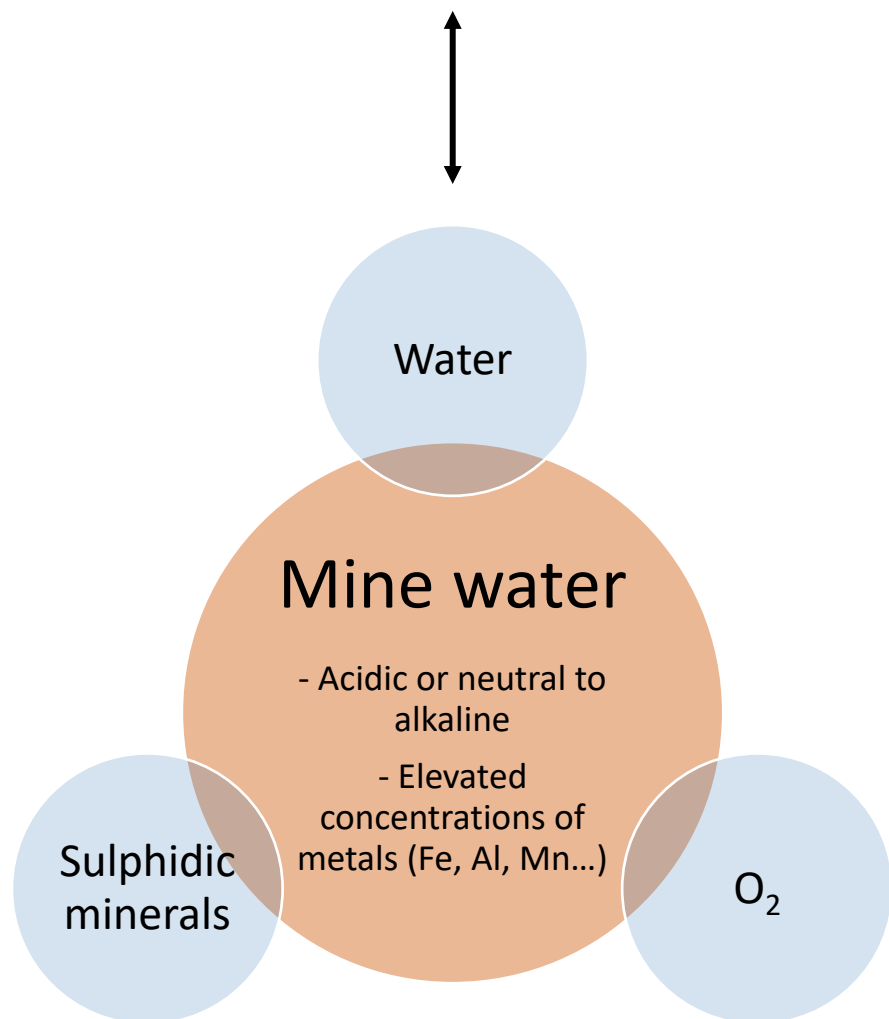 Water
Mine water
- Acidic or neutral to
alkaline
- Elevated
concentrations of
metals (Fe, Al, Mn...)
Sulphidic
minerals
O₂